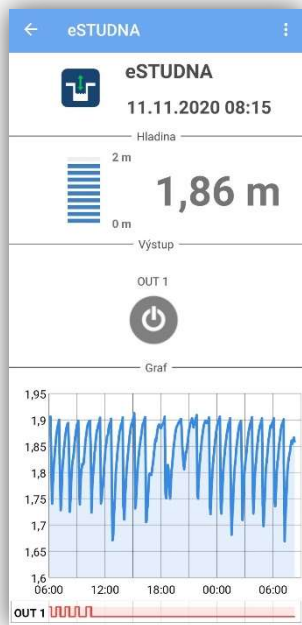 eSTUDNA
eSTUDNA
11.11.2020 08:15
Hladina
2 m
1,86 m
0 m
Výstup
OUT 1
Graf
1,95
1,9
1,85
1,8
1,75
1,7
1,65
1,6
06:00 12:00 18:00 00:00 06:00
OUT 1